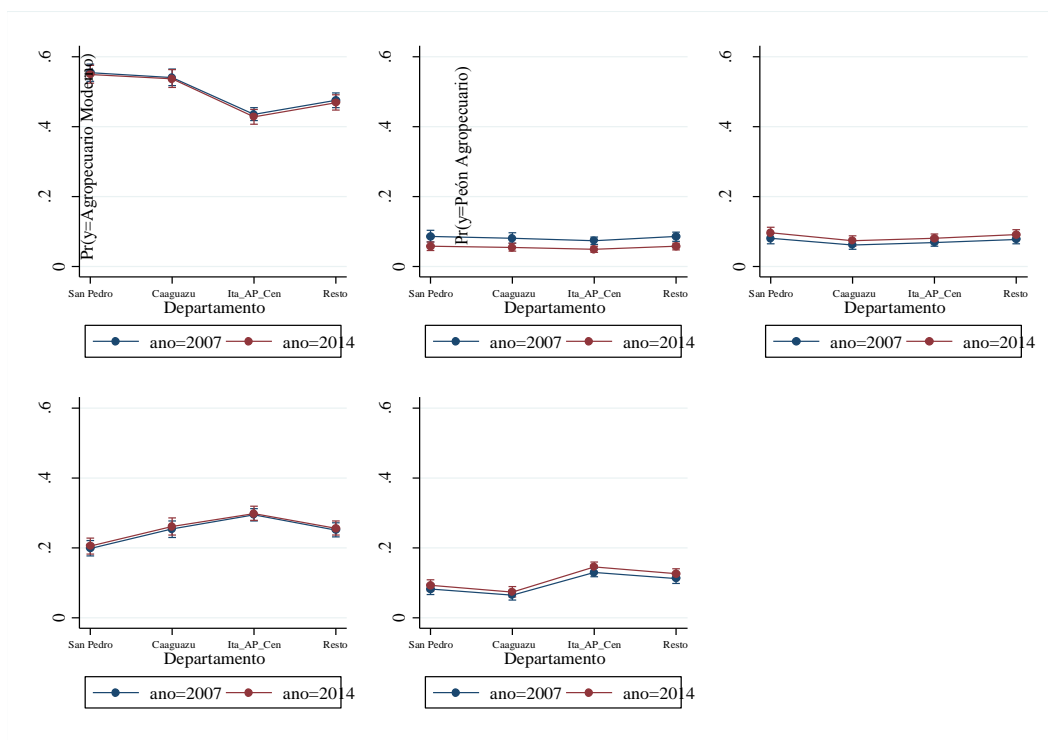 .6
.4
.2
0
Pr(y=Agropecuario Moderno)
San Pedro Caaguazu Ita_AP_Cen Resto
Departamento
ano=2007 ano=2014
.6
.4
.2
0
Pr(y=Peón Agropecuario)
San Pedro Caaguazu Ita_AP_Cen Resto
Departamento
ano=2007 ano=2014
.6
.4
.2
0
San Pedro Caaguazu Ita_AP_Cen Resto
Departamento
ano=2007 ano=2014
.6
.4
.2
0
San Pedro Caaguazu Ita_AP_Cen Resto
Departamento
ano=2007 ano=2014
.6
.4
.2
0
San Pedro Caaguazu Ita_AP_Cen Resto
Departamento
ano=2007 ano=2014